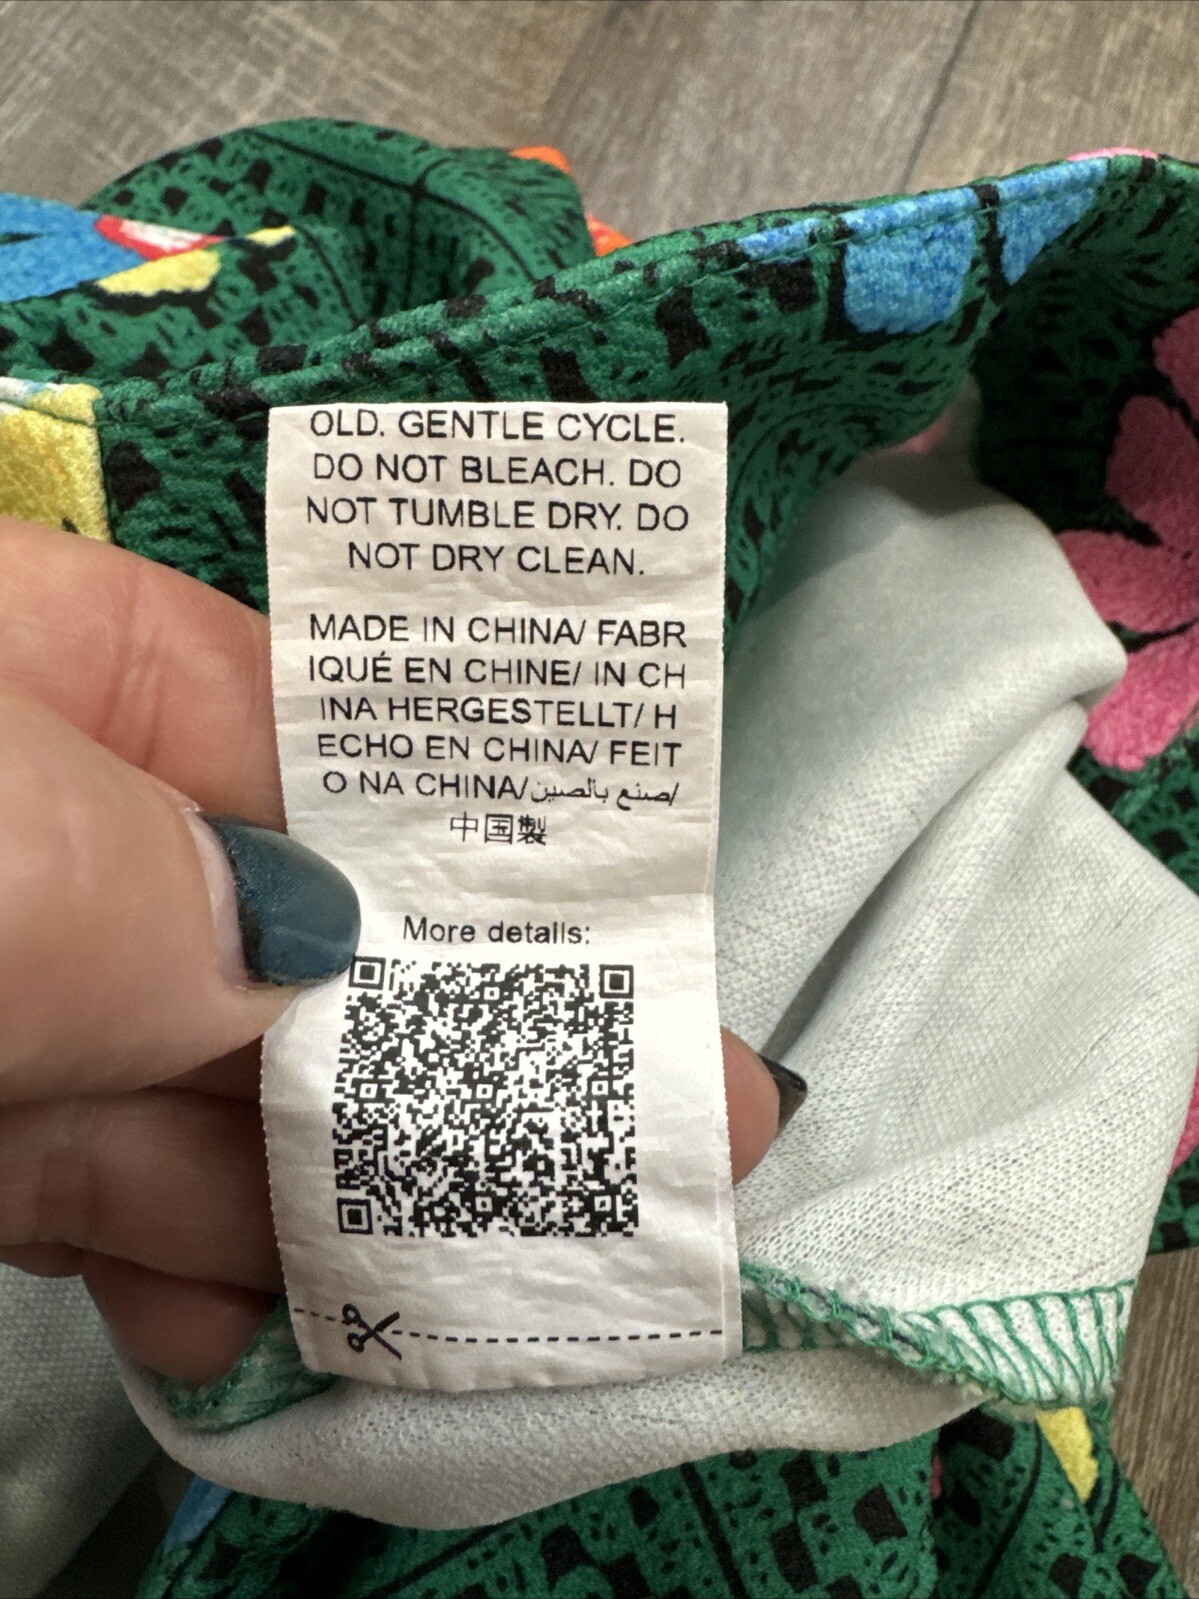 OLD. GENTLE CYCLE.
DO NOT BLEACH. DO
NOT TUMBLE DRY. DO
NOT DRY CLEAN.
MADE IN CHINA/ FABR
IQUÉ EN CHINE/ IN CH
INA HERGESTELLT/ H
ECHO EN CHINA/ FEIT
O NA CHINA/صنع بالصين/
中国製
More details: